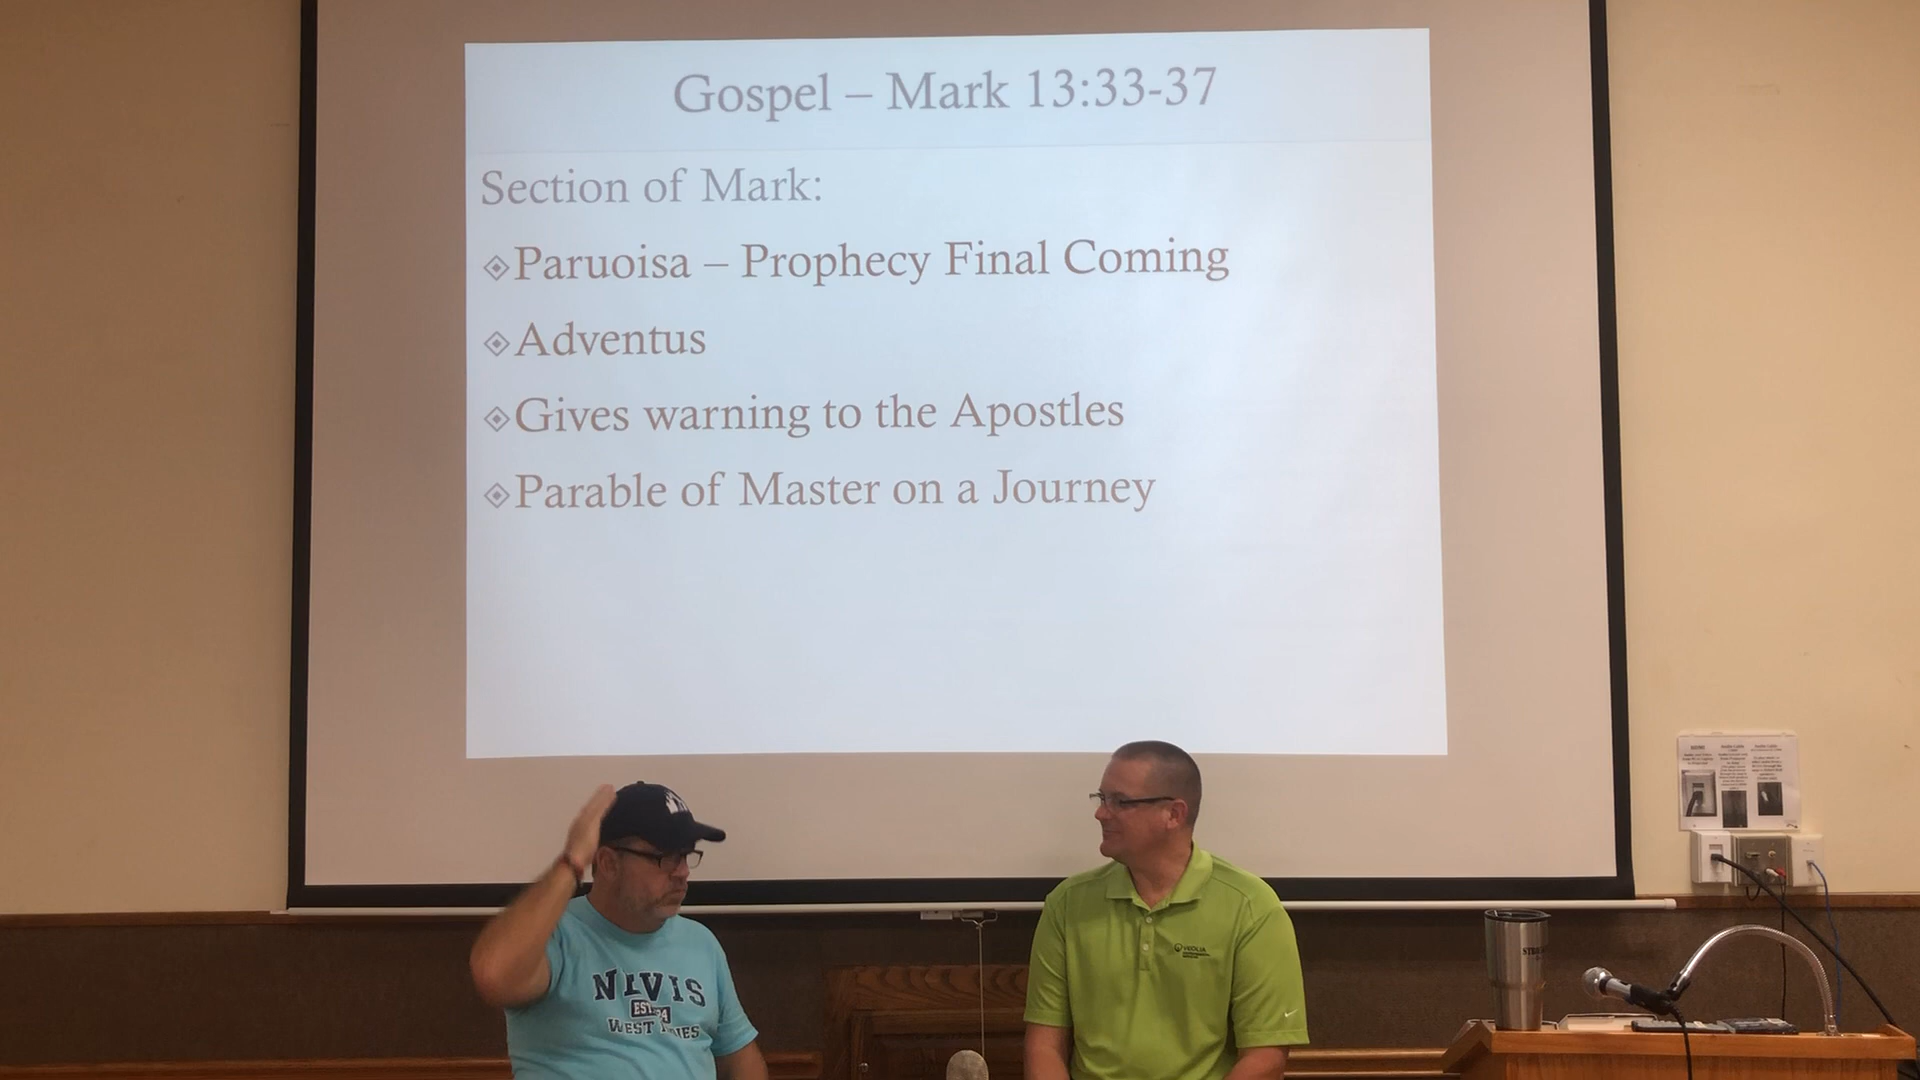 Gospel – Mark 13:33-37
Section of Mark:
Paruoisa – Prophecy Final Coming
Adventus
Gives warning to the Apostles
Parable of Master on a Journey
NEVIS
WEST
VEOLIA